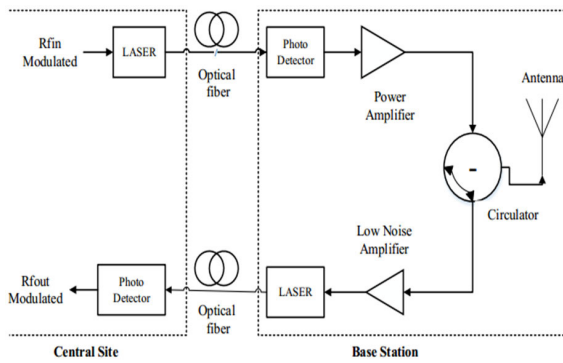 Rfin
Modulated
LASER
Optical
fiber
Photo
Detector
Power
Amplifier
Antenna
-
Circulator
Low Noise
Amplifier
Rfout
Modulated
Photo
Detector
Optical
fiber
LASER
Central Site
Base Station